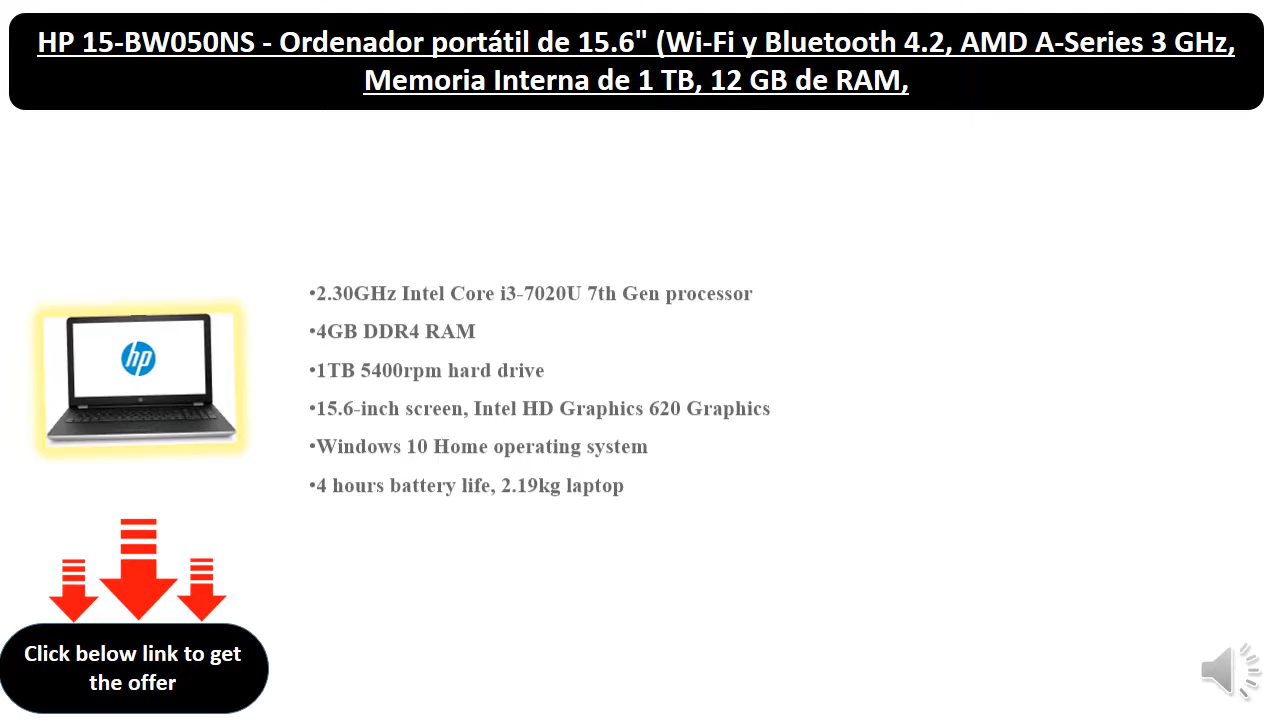 HP 15-BW050NS - Ordenador portátil de 15.6" (Wi-Fi y Bluetooth 4.2, AMD A-Series 3 GHz,
Memoria Interna de 1 TB, 12 GB de RAM,
•2.30GHz Intel Core i3-7020U 7th Gen processor
•4GB DDR4 RAM
•1TB 5400rpm hard drive
•15.6-inch screen, Intel HD Graphics 620 Graphics
•Windows 10 Home operating system
•4 hours battery life, 2.19kg laptop
hp
Click below link to get
the offer